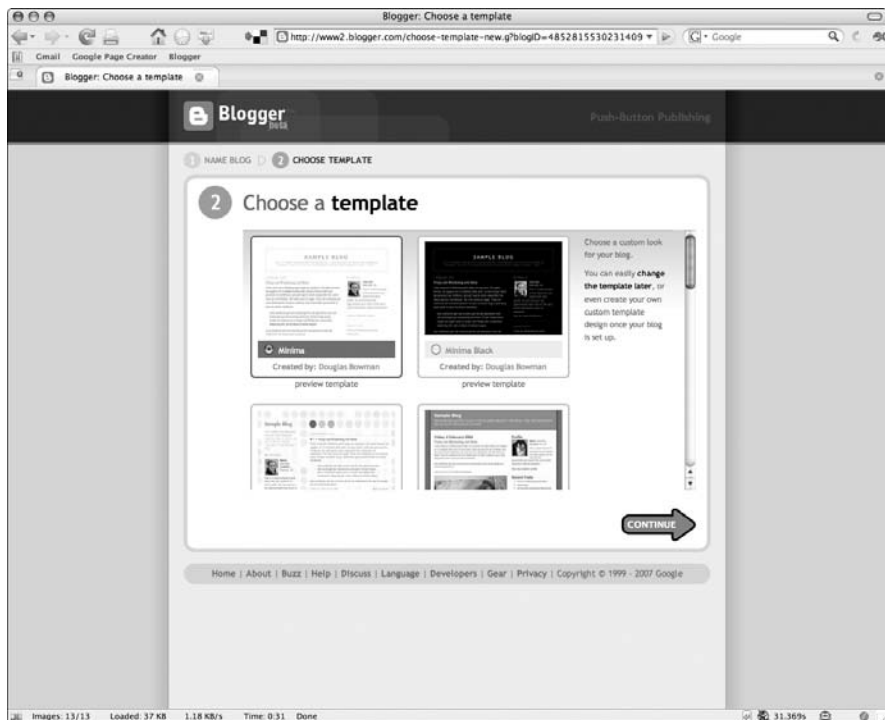 Blogger: Choose a template
http://www2.blogger.com/choose-template-new.g?blogID=4852815530231409
G Google
Gmail Google Page Creator Blogger
Blogger: Choose a template
Blogger
beta
Push-Button Publishing
1 NAME BLOG 2 CHOOSE TEMPLATE
2 Choose a template
SAMPLE BLOG
Minima
Created by: Douglas Bowman
preview template
SAMPLE BLOG
Minima Black
Created by: Douglas Bowman
preview template
Choose a custom look
for your blog.
You can easily change
the template later, or
even create your own
custom template
design once your blog
is set up.
Sample Blog
Sample Blog
CONTINUE
Home | About | Buzz | Help | Discuss | Language | Developers | Gear | Privacy | Copyright © 1999 - 2007 Google
Images: 13/13 Loaded: 37 KB 1.18 KB/s Time: 0:31 Done
31.369s